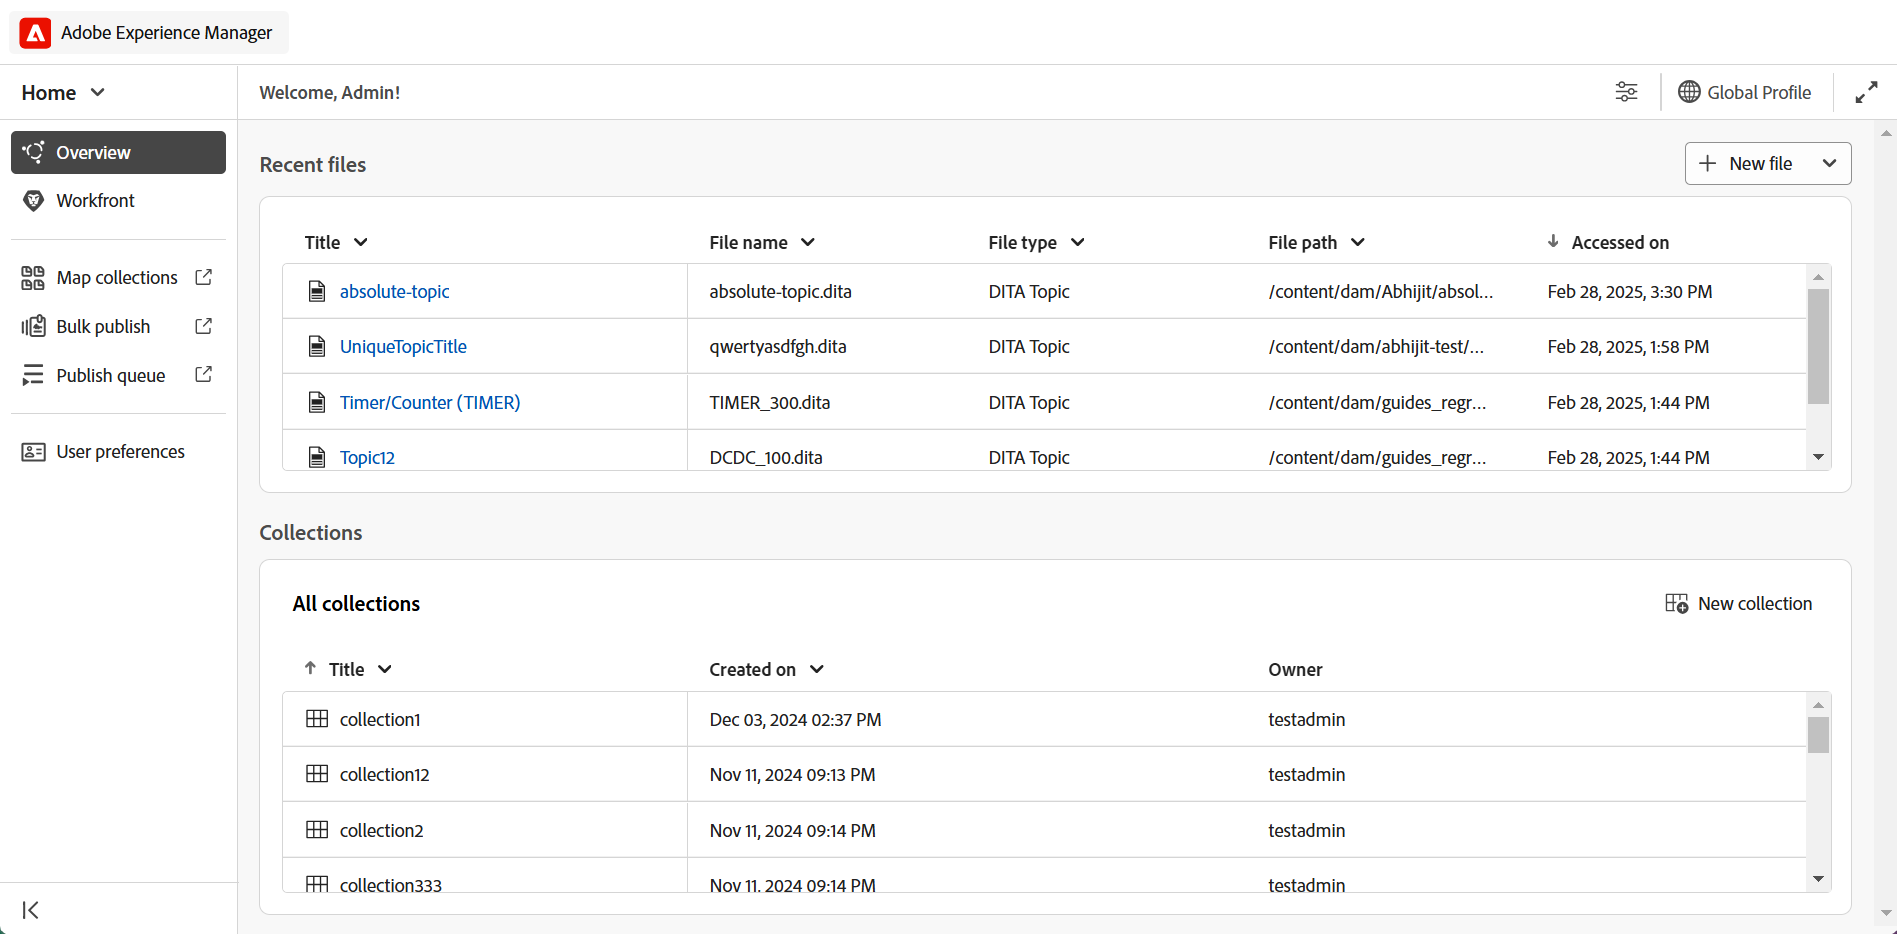 Adobe Experience Manager
Home
Welcome, Admin!
Global Profile
Overview
Workfront
Map collections
Bulk publish
Publish queue
User preferences
Recent files
New file
Title File name File type File path Accessed on
absolute-topic absolute-topic.dita DITA Topic /content/dam/Abhijit/absol... Feb 28, 2025, 3:30 PM
UniqueTopicTitle qwertyasdfgh.dita DITA Topic /content/dam/abhijit-test/... Feb 28, 2025, 1:58 PM
Timer/Counter (TIMER) TIMER_300.dita DITA Topic /content/dam/guides_regr... Feb 28, 2025, 1:44 PM
Topic12 DCDC_100.dita DITA Topic /content/dam/guides_regr... Feb 28, 2025, 1:44 PM
Collections
All collections
New collection
Title Created on Owner
collection1 Dec 03, 2024 02:37 PM testadmin
collection12 Nov 11, 2024 09:13 PM testadmin
collection2 Nov 11, 2024 09:14 PM testadmin
collection333 Nov 11, 2024 09:14 PM testadmin